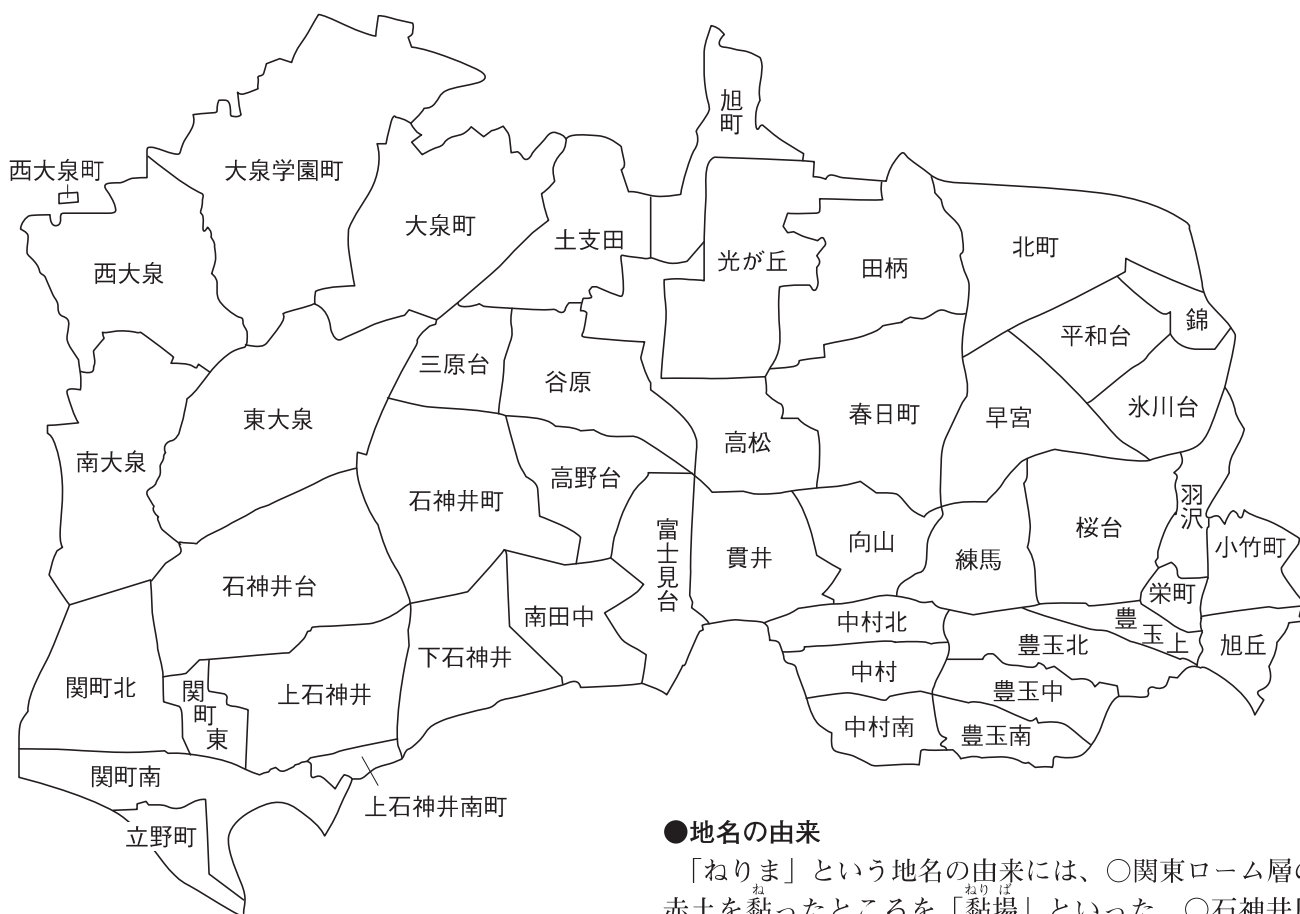 旭町
西大泉町
大泉学園町
大泉町
土支田
光が丘
田柄
北町
西大泉
錦
平和台
三原台
谷原
氷川台
春日町
早宮
東大泉
高松
南大泉
高野台
石神井町
羽沢
桜台
富士見台
小竹町
向山
貫井
練馬
石神井台
栄町
南田中
中村北
豊玉上
豊玉北
旭丘
下石神井
中村
関町北
上石神井
豊玉中
関町東
中村南
豊玉南
関町南
上石神井南町
立野町
●地名の由来
「ねりま」という地名の由来には、○関東ローム層の
赤土を黏ったところを「黏場」といった、○石神井